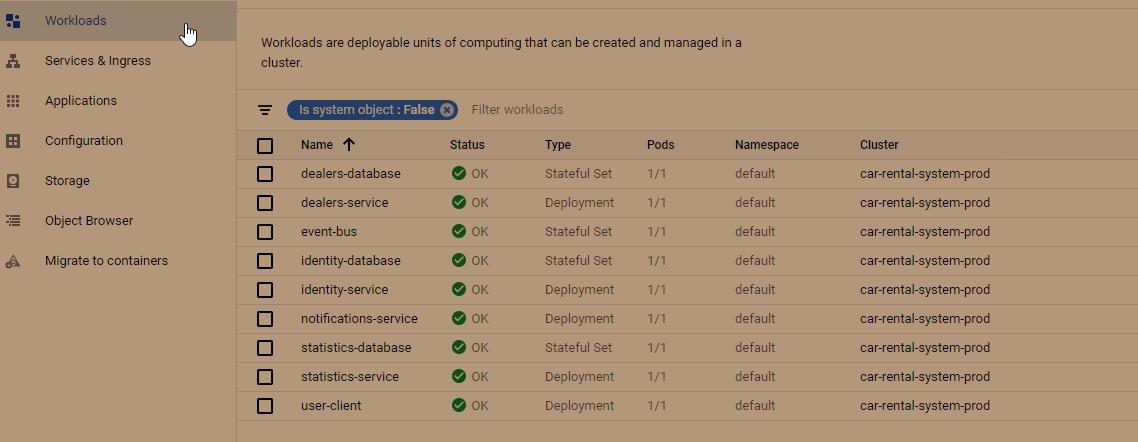 Workloads
Services & Ingress
Applications
Configuration
Storage
Object Browser
Migrate to containers
Workloads are deployable units of computing that can be created and managed in a
cluster.
Is system object : False Filter workloads
Name Status Type Pods Namespace Cluster
dealers-database OK Stateful Set 1/1 default car-rental-system-prod
dealers-service OK Deployment 1/1 default car-rental-system-prod
event-bus OK Stateful Set 1/1 default car-rental-system-prod
identity-database OK Stateful Set 1/1 default car-rental-system-prod
identity-service OK Deployment 1/1 default car-rental-system-prod
notifications-service OK Deployment 1/1 default car-rental-system-prod
statistics-database OK Stateful Set 1/1 default car-rental-system-prod
statistics-service OK Deployment 1/1 default car-rental-system-prod
user-client OK Deployment 1/1 default car-rental-system-prod